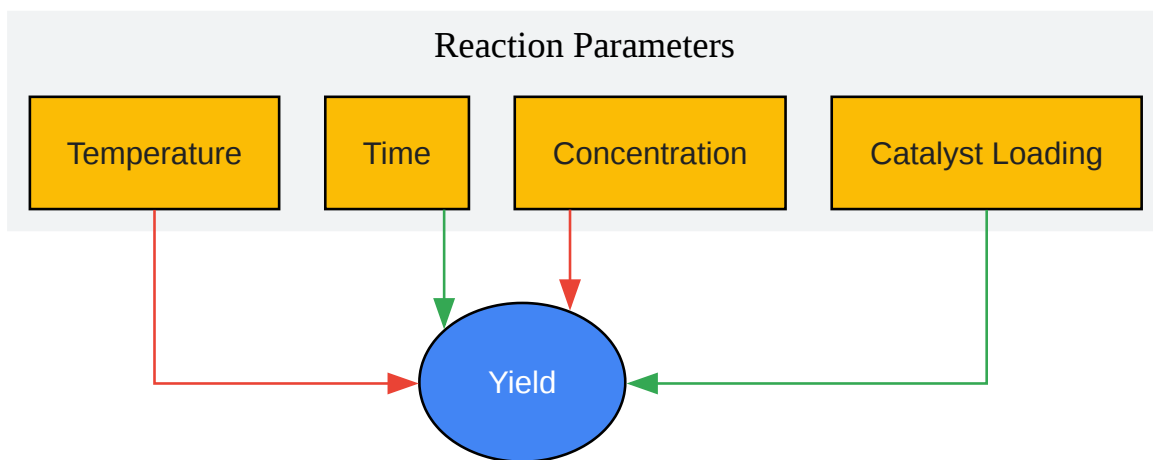 Reaction Parameters
Temperature
Time
Concentration
Catalyst Loading
Yield